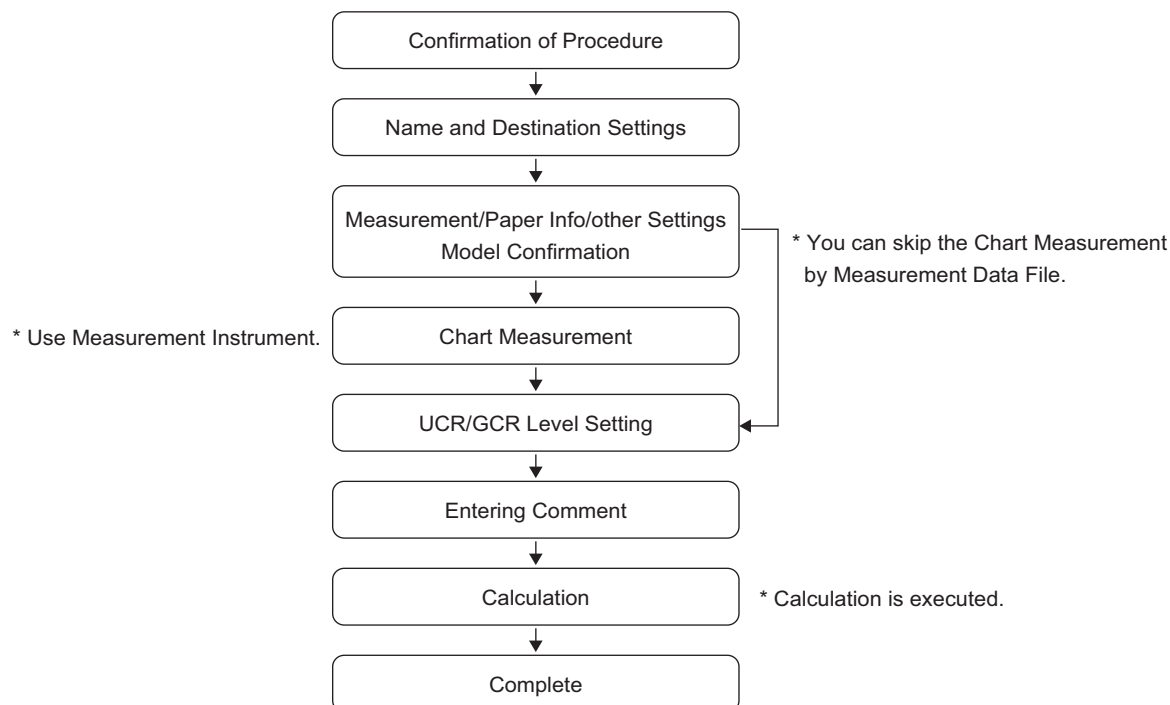 Confirmation of Procedure
Name and Destination Settings
Measurement/Paper Info/other Settings
Model Confirmation
* You can skip the Chart Measurement
by Measurement Data File.
* Use Measurement Instrument.
Chart Measurement
UCR/GCR Level Setting
Entering Comment
Calculation
* Calculation is executed.
Complete